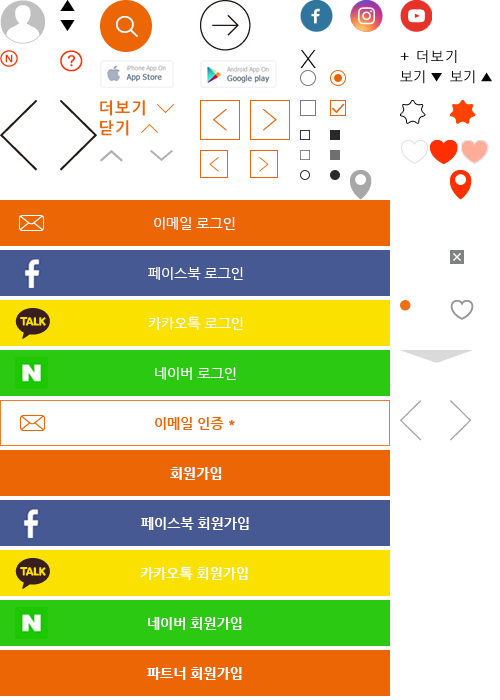 N
?
iPhone App On
App Store
Android App On
Google play
더보기
닫기
X
f
+ 더보기
보기 ▼ 보기 ▲
이메일 로그인
f 페이스북 로그인
TALK 카카오톡 로그인
N 네이버 로그인
이메일 인증 *
회원가입
f 페이스북 회원가입
TALK 카카오톡 회원가입
N 네이버 회원가입
파트너 회원가입